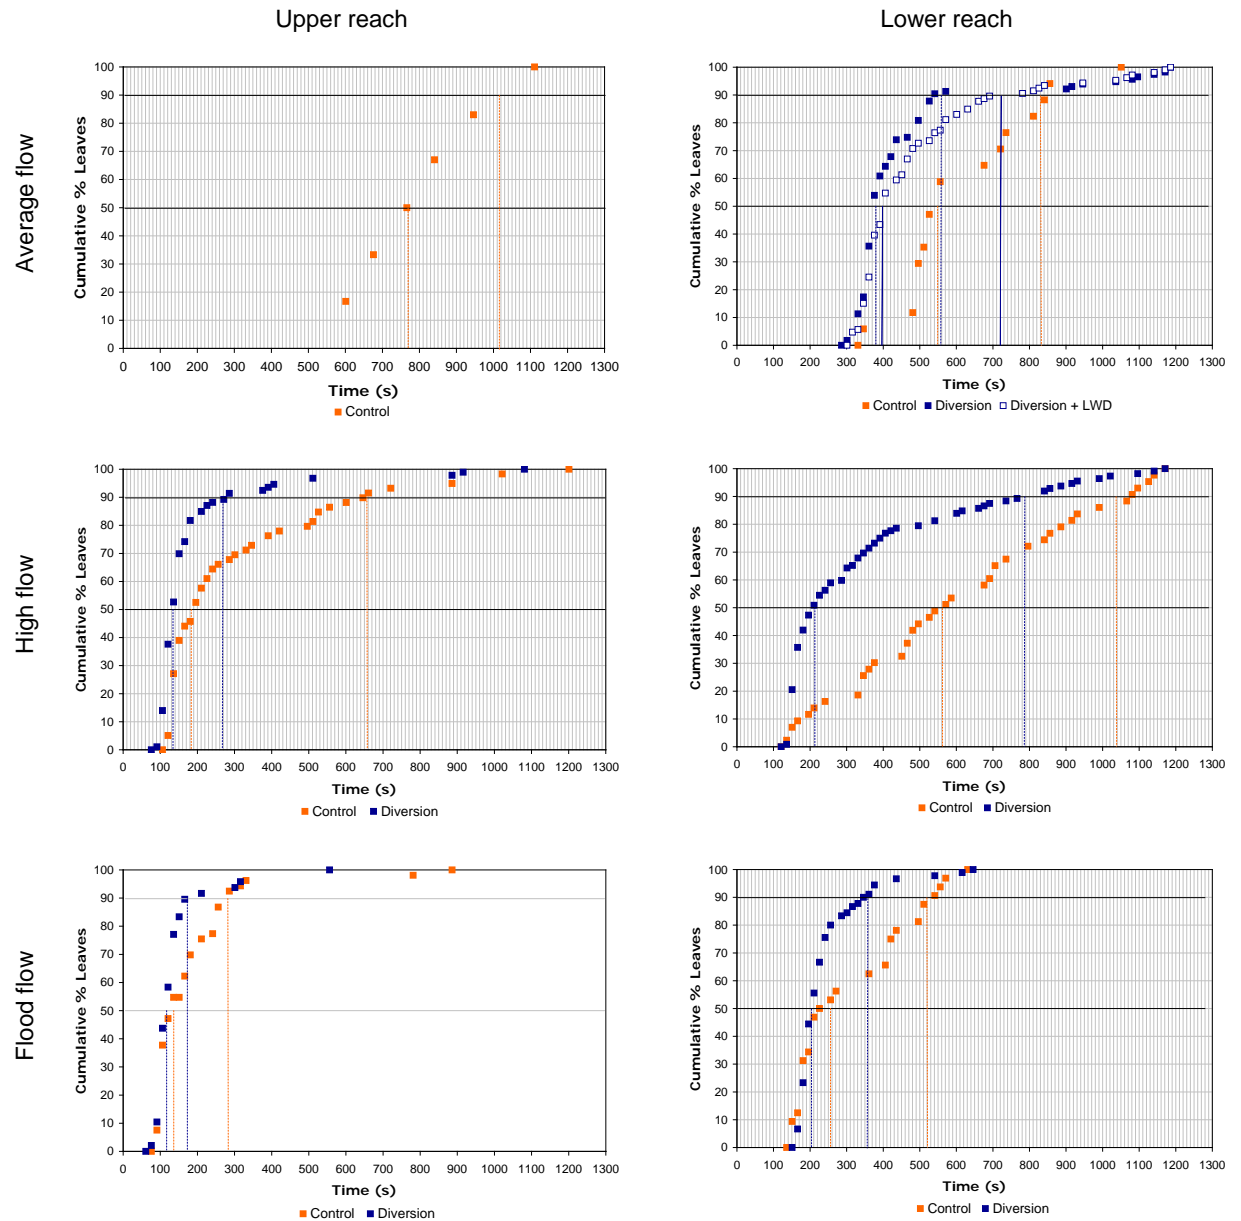 Upper reach
Lower reach
Average flow
Cumulative % Leaves
100
90
80
70
60
50
40
30
20
10
0
0 100 200 300 400 500 600 700 800 900 1000 1100 1200 1300
Time (s)
Control
Cumulative % Leaves
100
90
80
70
60
50
40
30
20
10
0
0 100 200 300 400 500 600 700 800 900 1000 1100 1200 1300
Time (s)
Control Diversion Diversion + LWD
High flow
Cumulative % Leaves
100
90
80
70
60
50
40
30
20
10
0
0 100 200 300 400 500 600 700 800 900 1000 1100 1200 1300
Time (s)
Control Diversion
Cumulative % Leaves
100
90
80
70
60
50
40
30
20
10
0
0 100 200 300 400 500 600 700 800 900 1000 1100 1200 1300
Time (s)
Control Diversion
Flood flow
Cumulative % Leaves
100
90
80
70
60
50
40
30
20
10
0
0 100 200 300 400 500 600 700 800 900 1000 1100 1200 1300
Time (s)
Control Diversion
Cumulative % Leaves
100
90
80
70
60
50
40
30
20
10
0
0 100 200 300 400 500 600 700 800 900 1000 1100 1200 1300
Time (s)
Control Diversion